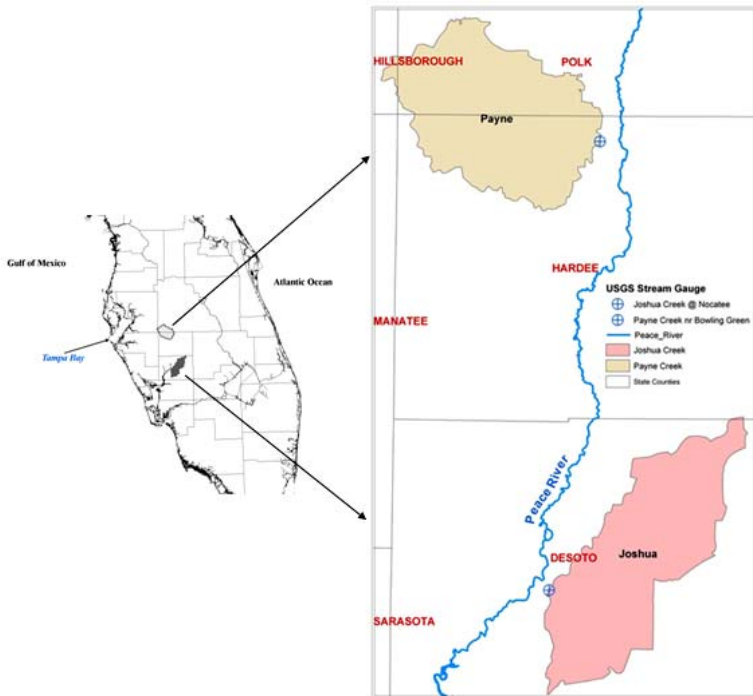 Gulf of Mexico
Atlantic Ocean
Tampa Bay
HILLSBOROUGH
POLK
Payne
HARDEE
USGS Stream Gauge
Joshua Creek @ Nocatee
Payne Creek nr Bowling Green
Peace_River
Joshua Creek
Payne Creek
State Counties
MANATEE
Peace River
DESOTO
Joshua
SARASOTA